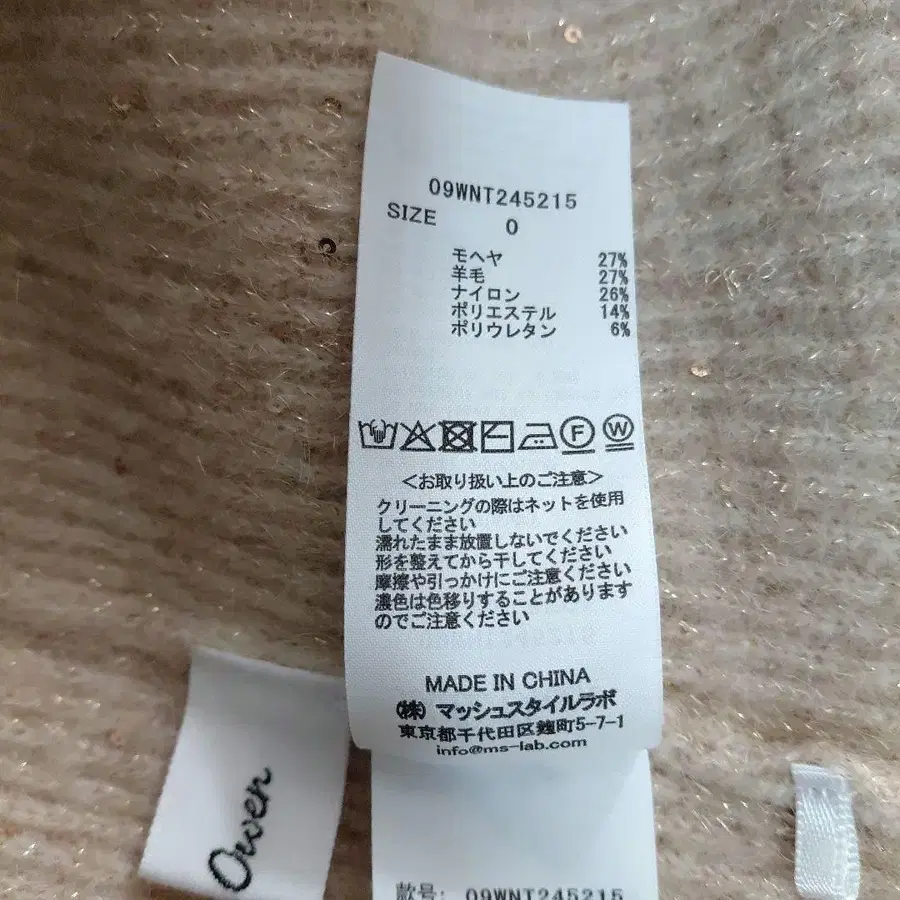 09WNT245215
SIZE 0
モヘヤ 27%
羊毛 27%
ナイロン 26%
ポリエステル 14%
ポリウレタン 6%
F W
<お取り扱い上のご注意>
クリーニングの際はネットを使用
してください
濡れたまま放置しないでください
形を整えてから干してください
摩擦や引っかけにご注意ください
濃色は色移りすることがあります
のでご注意ください
MADE IN CHINA
(株) マッシュスタイルラボ
東京都千代田区麹町5-7-1
info@ms-lab.com
Owen
款号: 09WNT245215